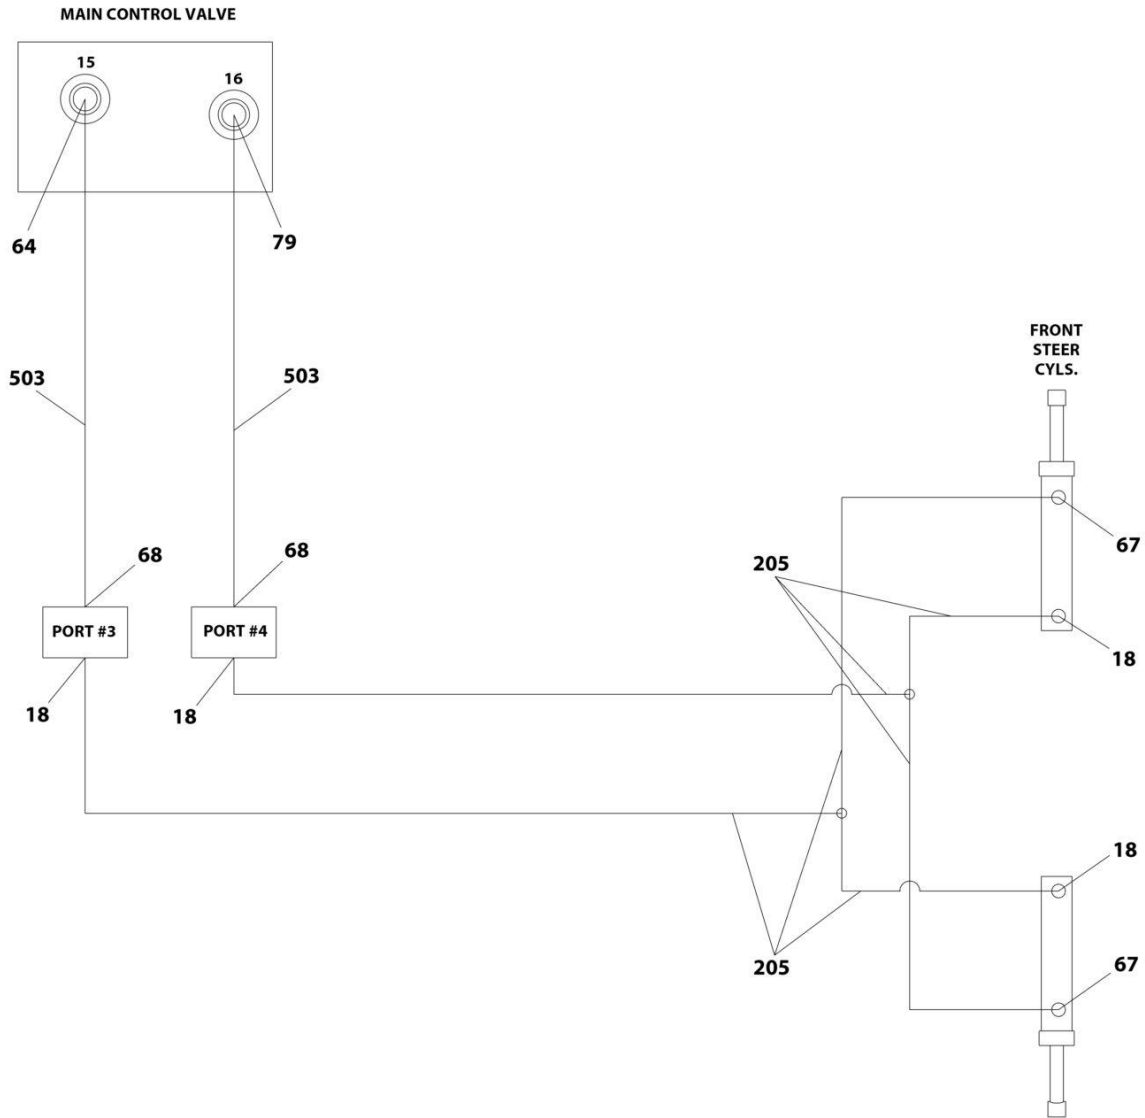 MAIN CONTROL VALVE
15
16
64
79
FRONT
STEER
CYLS.
503
503
67
68
68
205
PORT #3
PORT #4
18
18
18
18
205
67